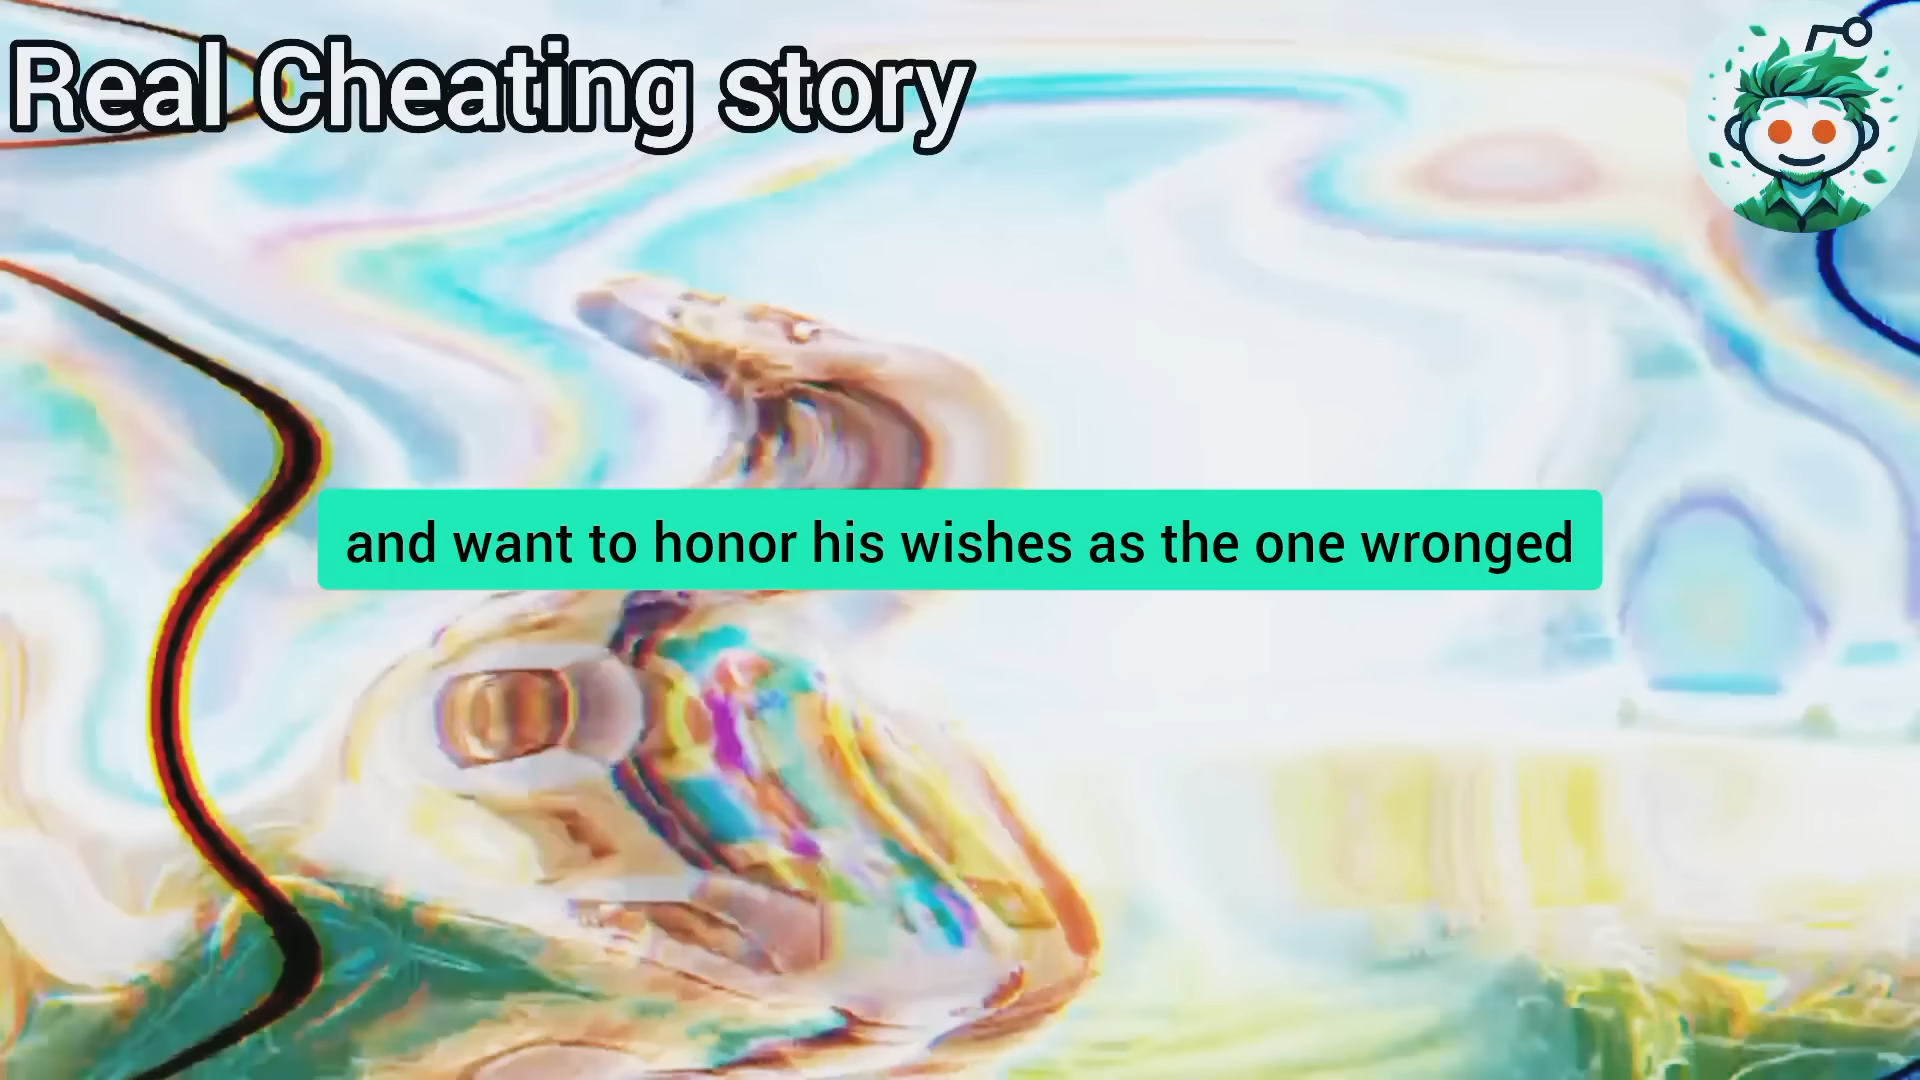 Real Cheating story
and want to honor his wishes as the one wronged